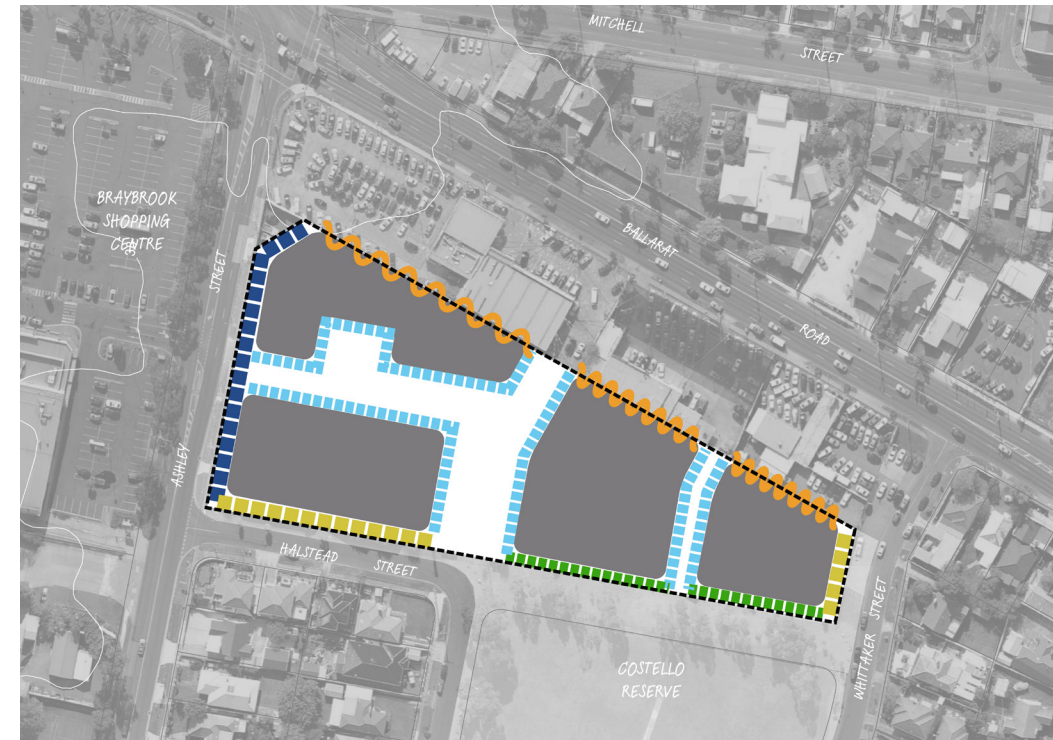 MITCHELL
STREET
BRAYBROOK
SHOPPING
CENTRE
STREET
BALLARAT
ROAD
ASHLEY
HALSTEAD
STREET
COSTELLO
RESERVE
WHITTAKER
STREET